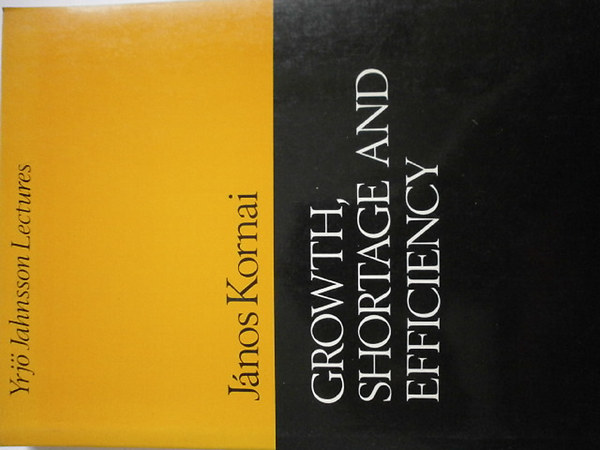 Yrjö Jahnsson Lectures
János Kornai
GROWTH,
SHORTAGE AND
EFFICIENCY